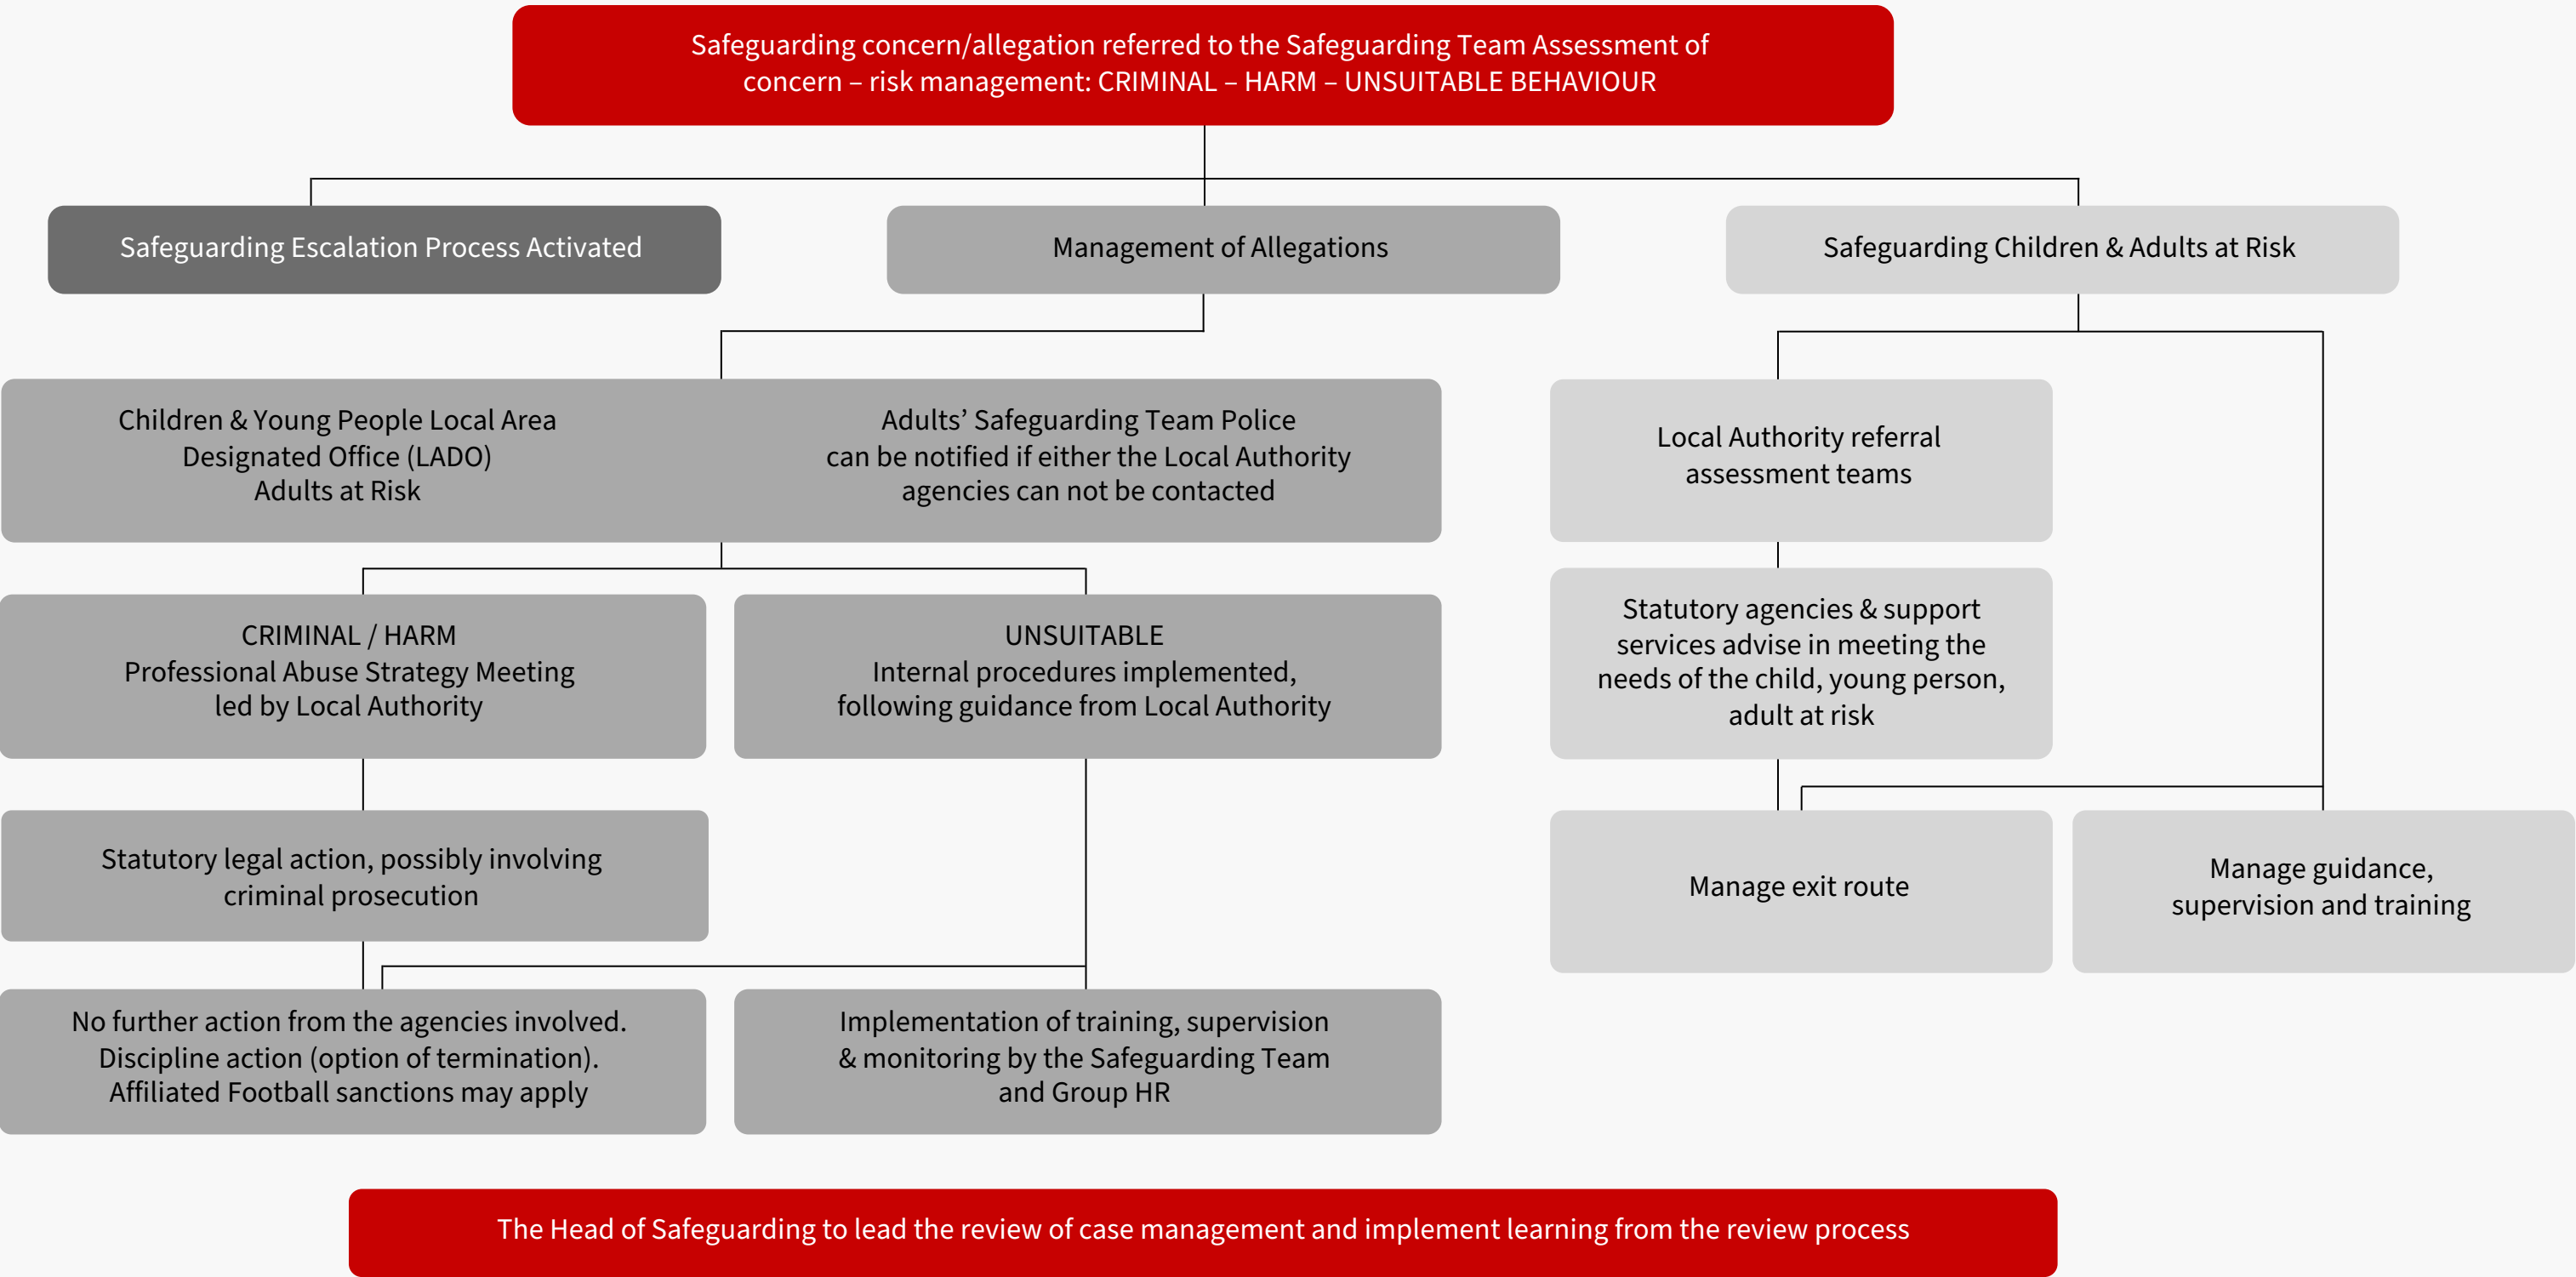 Safeguarding concern/allegation referred to the Safeguarding Team Assessment of
concern – risk management: CRIMINAL – HARM – UNSUITABLE BEHAVIOUR
Safeguarding Escalation Process Activated
Management of Allegations
Safeguarding Children & Adults at Risk
Children & Young People Local Area
Designated Office (LADO)
Adults at Risk
Adults’ Safeguarding Team Police
can be notified if either the Local Authority
agencies can not be contacted
Local Authority referral
assessment teams
CRIMINAL / HARM
Professional Abuse Strategy Meeting
led by Local Authority
UNSUITABLE
Internal procedures implemented,
following guidance from Local Authority
Statutory agencies & support
services advise in meeting the
needs of the child, young person,
adult at risk
Statutory legal action, possibly involving
criminal prosecution
Manage exit route
Manage guidance,
supervision and training
No further action from the agencies involved.
Discipline action (option of termination).
Affiliated Football sanctions may apply
Implementation of training, supervision
& monitoring by the Safeguarding Team
and Group HR
The Head of Safeguarding to lead the review of case management and implement learning from the review process